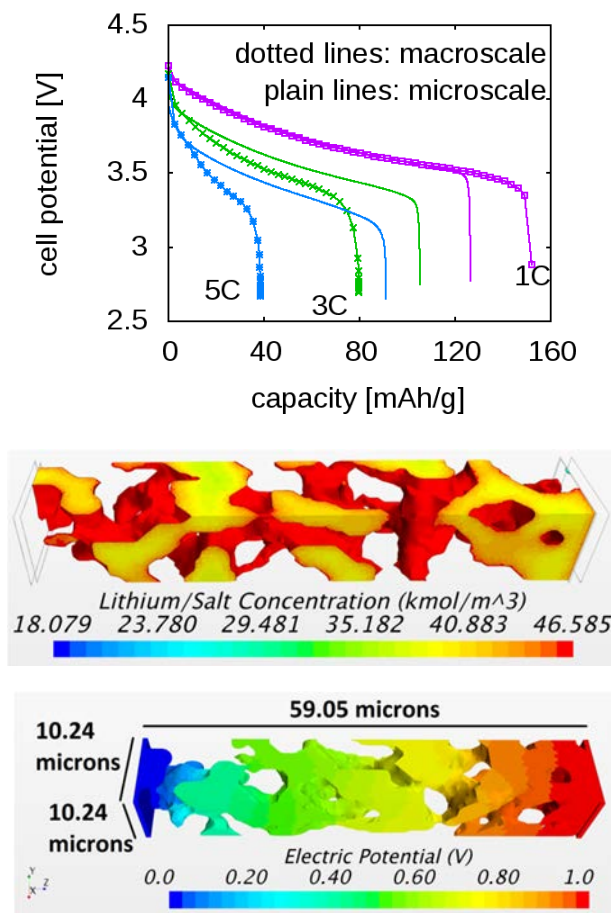 4.5
dotted lines: macroscale
plain lines: microscale
4
cell potential [V]
3.5
3
5C
3C
1C
2.5
0 40 80 120 160
capacity [mAh/g]
Lithium/Salt Concentration (kmol/m^3)
18.079 23.780 29.481 35.182 40.883 46.585
59.05 microns
10.24
microns
10.24
microns
Electric Potential (V)
0.0 0.20 0.40 0.60 0.80 1.0
Y
X Z